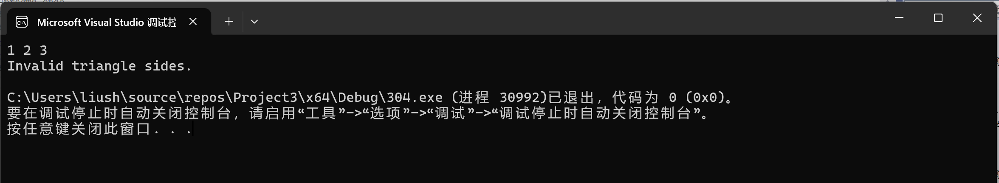 Microsoft Visual Studio 调试控
1 2 3
Invalid triangle sides.
C:\Users\liush\source\repos\Project3\x64\Debug\304.exe (进程 30992)已退出，代码为 0 (0x0)。
要在调试停止时自动关闭控制台，请启用“工具”->“选项”->“调试”->“调试停止时自动关闭控制台”。
按任意键关闭此窗口. . .